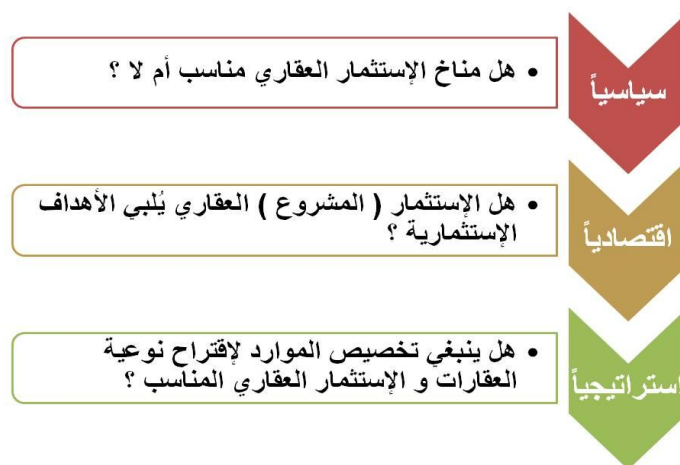 سياسياً
• هل مناخ الإستثمار العقاري مناسب أم لا ؟
اقتصادياً
• هل الإستثمار ( المشروع ) العقاري يُلبي الأهداف
الإستثمارية ؟
استراتيجياً
• هل ينبغي تخصيص الموارد لإقتراح نوعية
العقارات و الإستثمار العقاري المناسب ؟